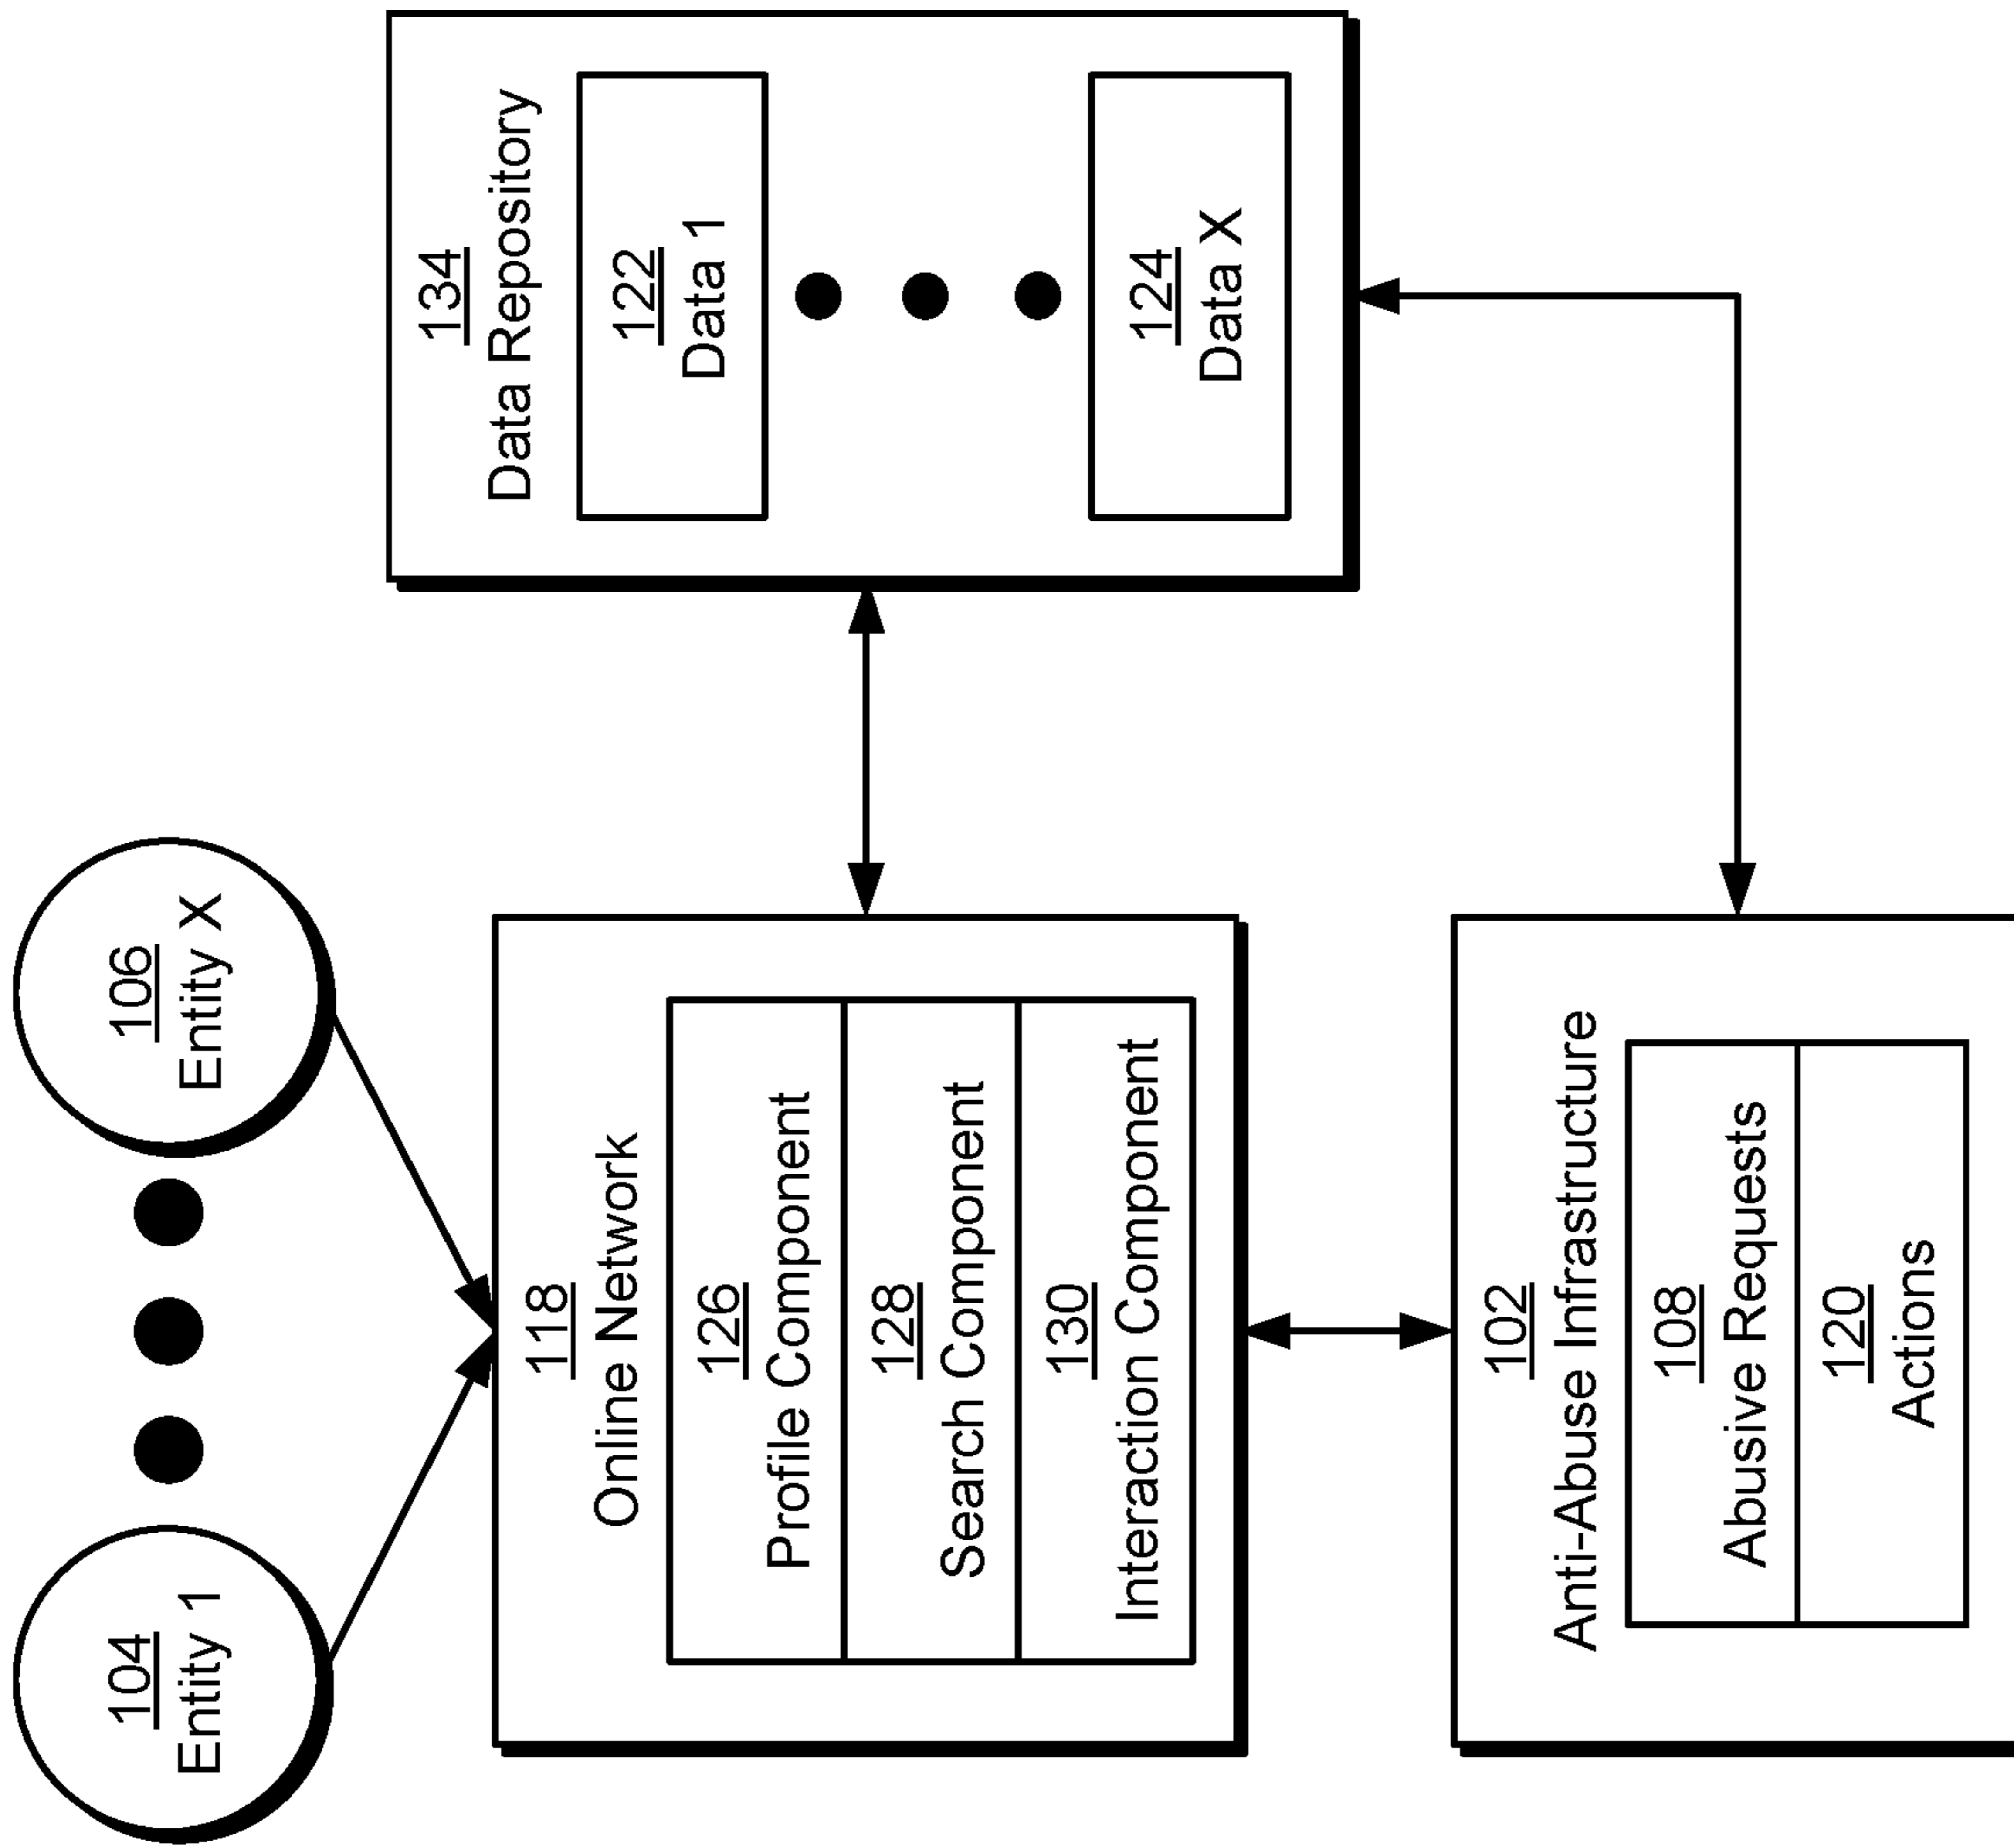 104
Entity 1
106
Entity x
118
Online Network
126
Profile Component
128
Search Component
130
Interaction Component
134
Data Repository
122
Data 1
124
Data x
102
Anti-Abuse Infrastructure
108
Abusive Requests
120
Actions